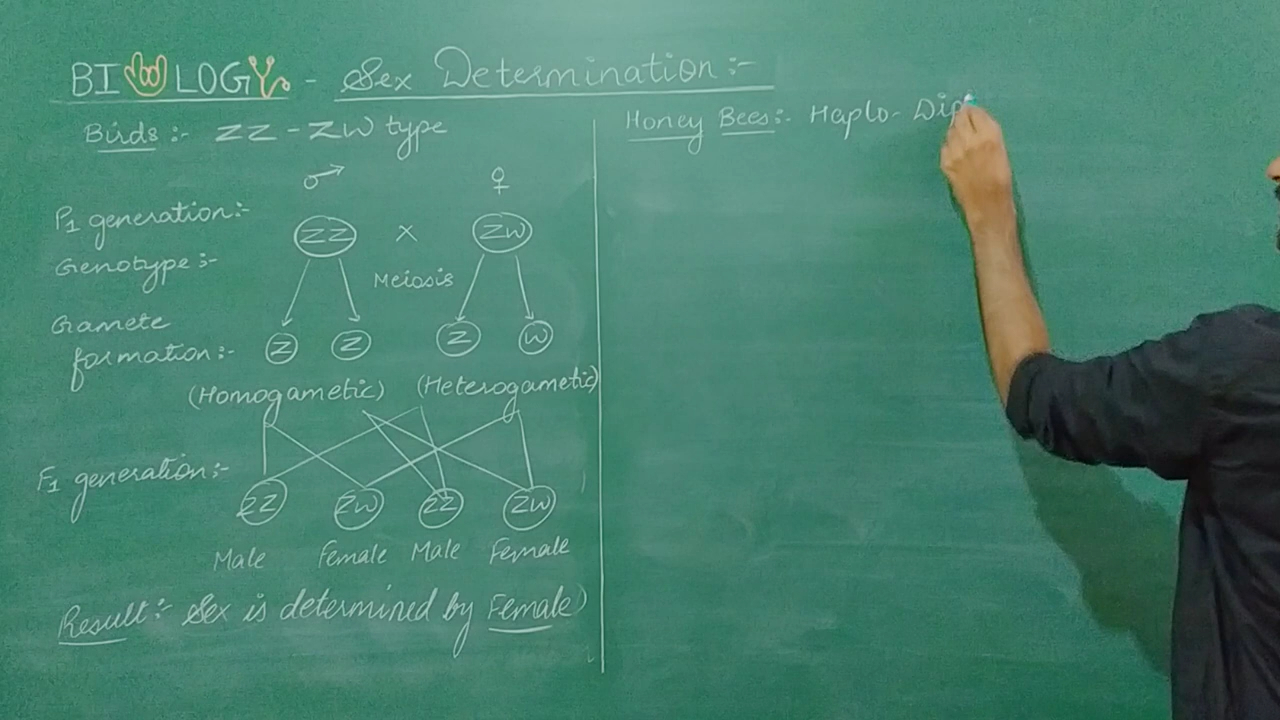 BIOLOGY - Sex Determination :-
Birds :- ZZ - ZW type
♂ ♀
P1 generation :-
Genotype :-
ZZ × ZW
Meiosis
Gamete
formation :-
Z Z Z W
(Homogametic) (Heterogametic)
F1 generation :-
ZZ ZW ZZ ZW
Male Female Male Female
Result :- Sex is determined by Female)
Honey Bees :- Haplo- Dip